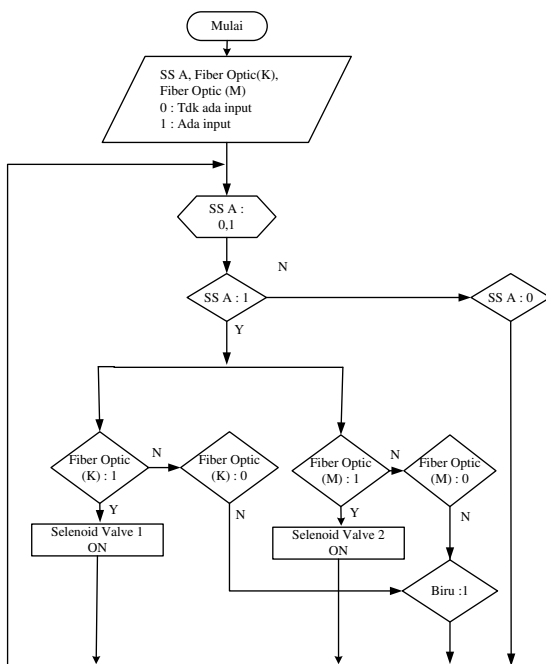 Mulai
SS A, Fiber Optic(K),
Fiber Optic (M)
0 : Tdk ada input
1 : Ada input
SS A :
0,1
N
SS A : 1
SS A : 0
Y
Fiber Optic
(K) : 1
N
Fiber Optic
(K) : 0
Fiber Optic
(M) : 1
N
Fiber Optic
(M) : 0
Y
N
Y
N
Selenoid Valve 1
ON
Selenoid Valve 2
ON
Biru :1